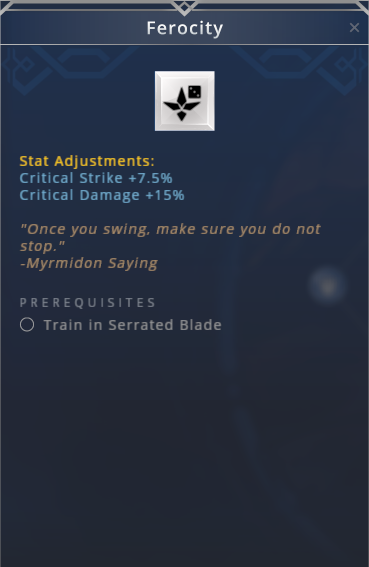 Ferocity
Stat Adjustments:
Critical Strike +7.5%
Critical Damage +15%
"Once you swing, make sure you do not
stop."
-Myrmidon Saying
PREREQUISITES
Train in Serrated Blade